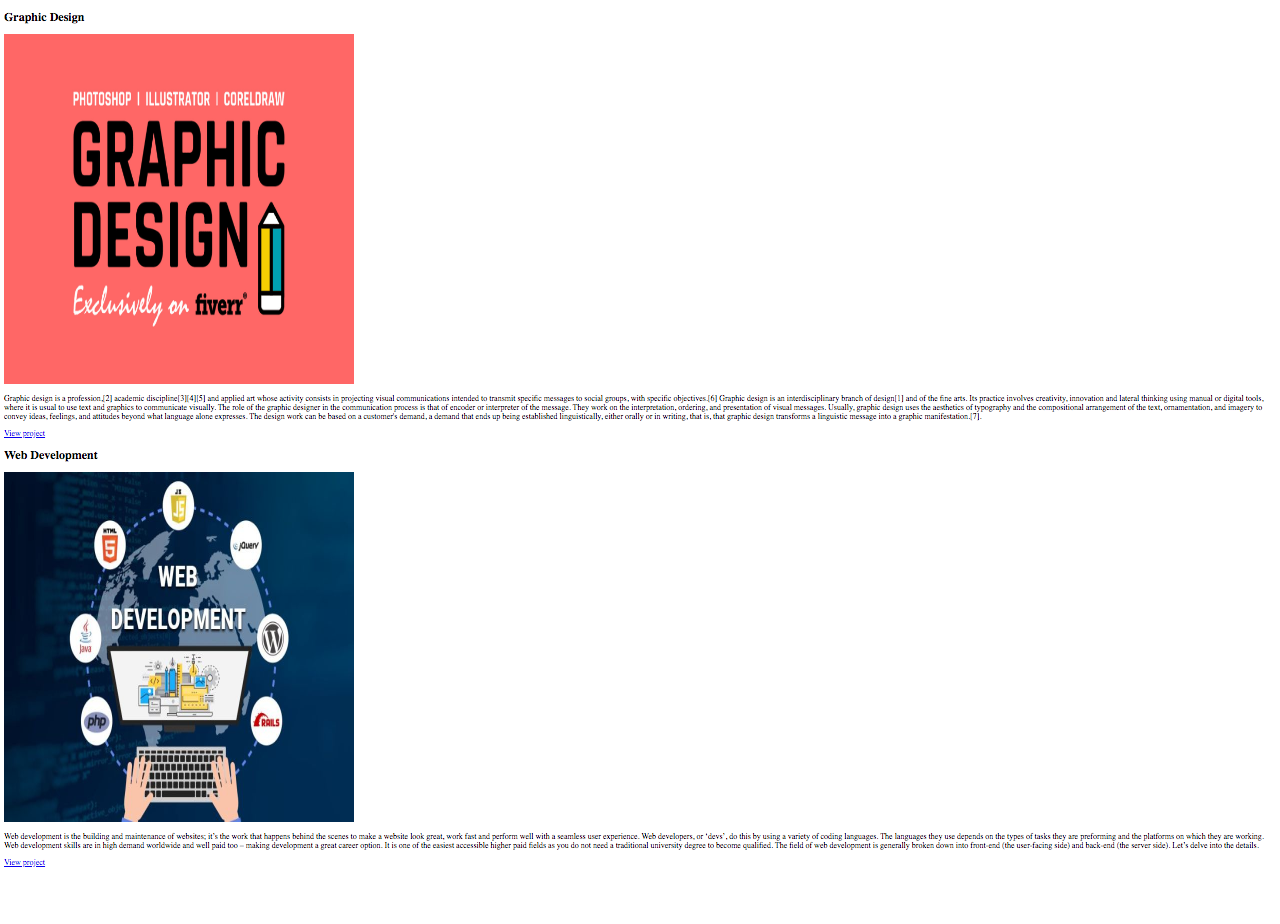 Graphic Design
PHOTOSHOP | ILLUSTRATOR | CORELDRAW
GRAPHIC
DESIGN
Exclusively on fiverr®
Graphic design is a profession,[2] academic discipline[3][4][5] and applied art whose activity consists in projecting visual communications intended to transmit specific messages to social groups, with specific objectives.[6] Graphic design is an interdisciplinary branch of design[1] and of the fine arts. Its practice involves creativity, innovation and lateral thinking using manual or digital tools,
where it is usual to use text and graphics to communicate visually. The role of the graphic designer in the communication process is that of encoder or interpreter of the message. They work on the interpretation, ordering, and presentation of visual messages. Usually, graphic design uses the aesthetics of typography and the compositional arrangement of the text, ornamentation, and imagery to
convey ideas, feelings, and attitudes beyond what language alone expresses. The design work can be based on a customer's demand, a demand that ends up being established linguistically, either orally or in writing, that is, that graphic design transforms a linguistic message into a graphic manifestation.[7].
View project
Web Development
JS
JS
HTML
5
jQuery
WEB
DEVELOPMENT
Java
php
RAILS
Web development is the building and maintenance of websites; it’s the work that happens behind the scenes to make a website look great, work fast and perform well with a seamless user experience. Web developers, or ‘devs’, do this by using a variety of coding languages. The languages they use depends on the types of tasks they are preforming and the platforms on which they are working.
Web development skills are in high demand worldwide and well paid too – making development a great career option. It is one of the easiest accessible higher paid fields as you do not need a traditional university degree to become qualified. The field of web development is generally broken down into front-end (the user-facing side) and back-end (the server side). Let’s delve into the details.
View project